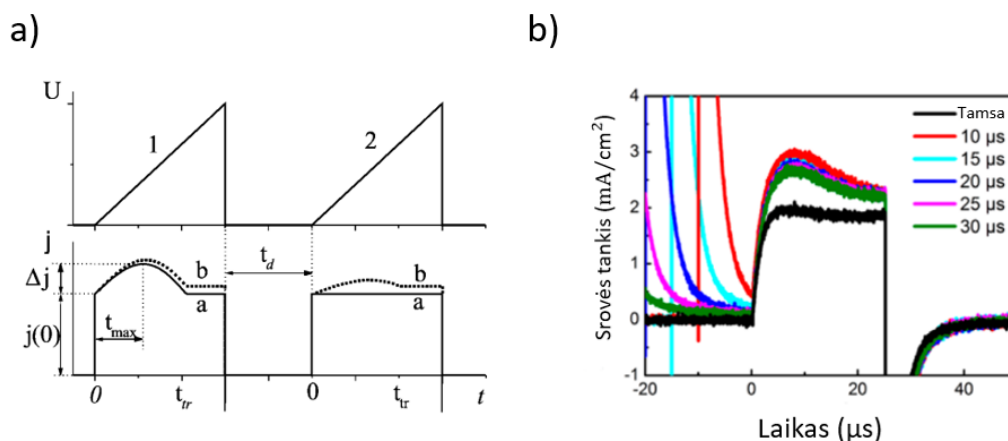 a)
U
1
2
j
Δj
j(0)
t_max
t_d
b
a
b
a
0
t_tr
0
t_tr
t
b)
Srovės tankis (mA/cm²)
4
3
2
1
0
-1
-20
0
20
40
Laikas (µs)
Tamsa
10 µs
15 µs
20 µs
25 µs
30 µs